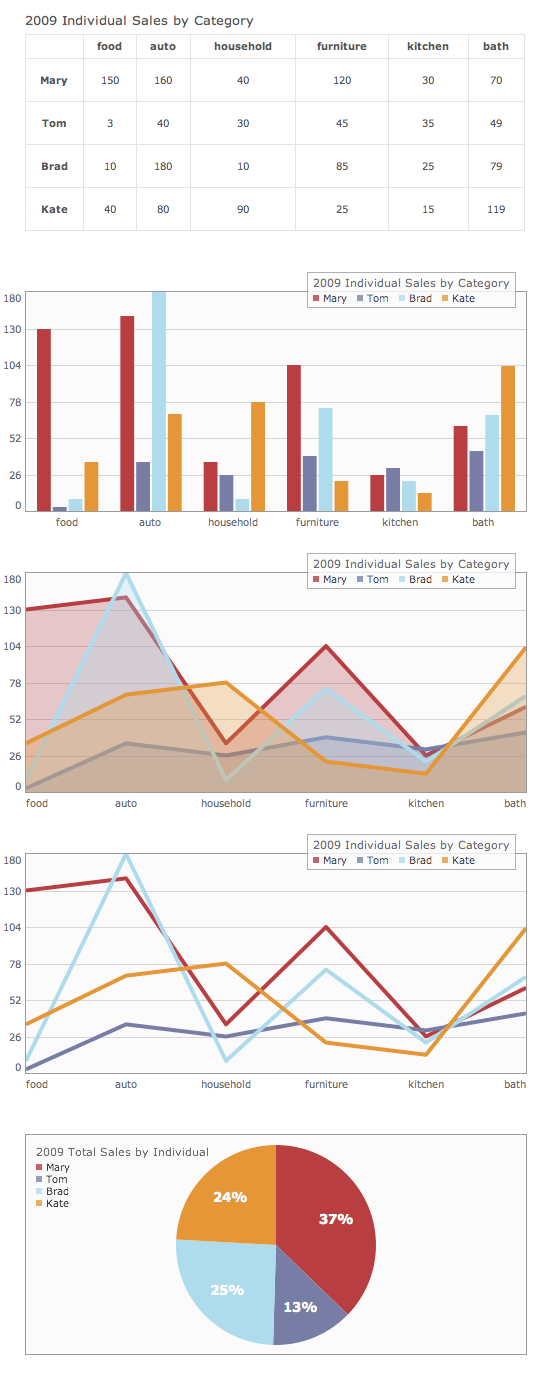 2009 Individual Sales by Category
food auto household furniture kitchen bath
Mary 150 160 40 120 30 70
Tom 3 40 30 45 35 49
Brad 10 180 10 85 25 79
Kate 40 80 90 25 15 119
2009 Individual Sales by Category
Mary Tom Brad Kate
180
130
104
78
52
26
0
food auto household furniture kitchen bath
2009 Individual Sales by Category
Mary Tom Brad Kate
180
130
104
78
52
26
0
food auto household furniture kitchen bath
2009 Individual Sales by Category
Mary Tom Brad Kate
180
130
104
78
52
26
0
food auto household furniture kitchen bath
2009 Total Sales by Individual
Mary
Tom
Brad
Kate
24%
37%
25%
13%